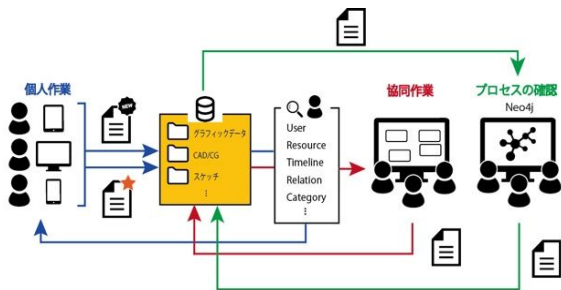 個人作業
NEW
グラフィックデータ
CAD/CG
スケッチ
⋮
User
Resource
Timeline
Relation
Category
⋮
協同作業
プロセスの確認
Neo4j